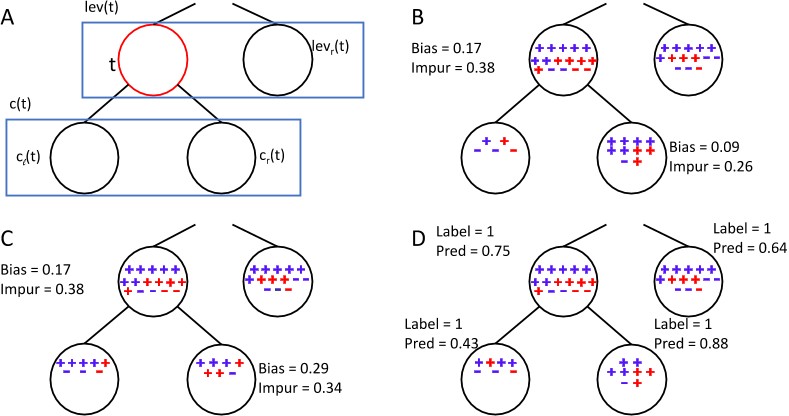 A
lev(t)
t
lev_r(t)
c(t)
c_ℓ(t)
c_r(t)
B
Bias = 0.17
Impur = 0.38
Bias = 0.09
Impur = 0.26
C
Bias = 0.17
Impur = 0.38
Bias = 0.29
Impur = 0.34
D
Label = 1
Pred = 0.75
Label = 1
Pred = 0.64
Label = 1
Pred = 0.43
Label = 1
Pred = 0.88